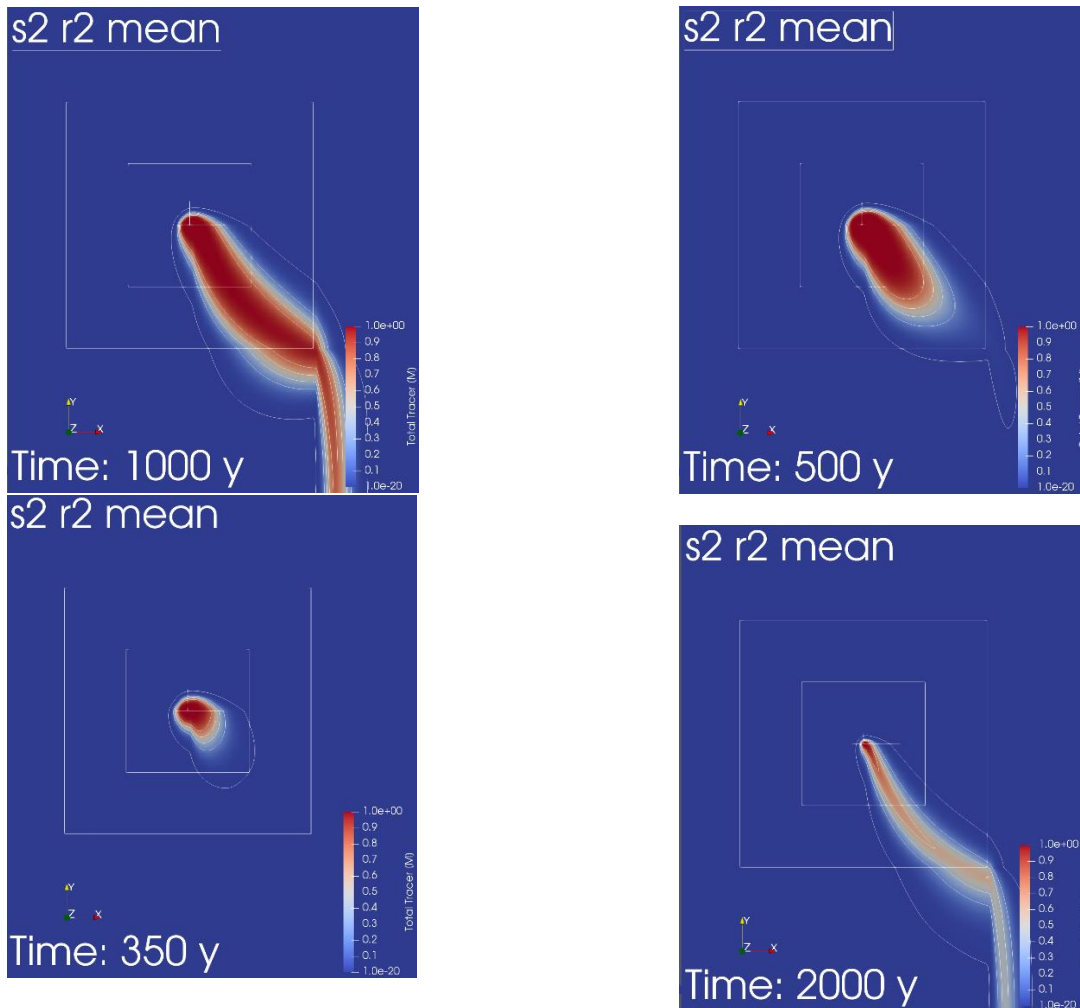 s2 r2 mean
1.0e+00
0.9
0.8
0.7
0.6
0.5
0.4
0.3
0.2
0.1
1.0e-20
Total Tracer (M)
Y
Z X
Time: 1000 y
s2 r2 mean
1.0e+00
0.9
0.8
0.7
0.6
0.5
0.4
0.3
0.2
0.1
1.0e-20
Y
Z X
Time: 500 y
s2 r2 mean
1.0e+00
0.9
0.8
0.7
0.6
0.5
0.4
0.3
0.2
0.1
1.0e-20
Total Tracer (M)
Y
Z X
Time: 350 y
s2 r2 mean
1.0e+00
0.9
0.8
0.7
0.6
0.5
0.4
0.3
0.2
0.1
1.0e-20
Y
Z X
Time: 2000 y